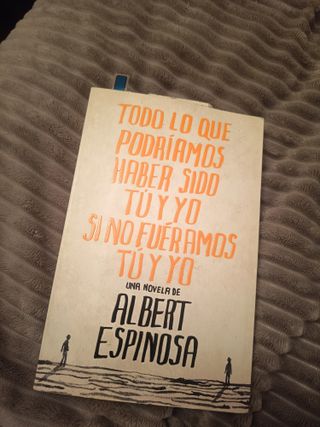 TODO LO QUE
PODRÍAMOS
HABER SIDO
TÚ Y YO
SI NO FUÉRAMOS
TÚ Y YO
UNA NOVELA DE
ALBERT
ESPINOSA